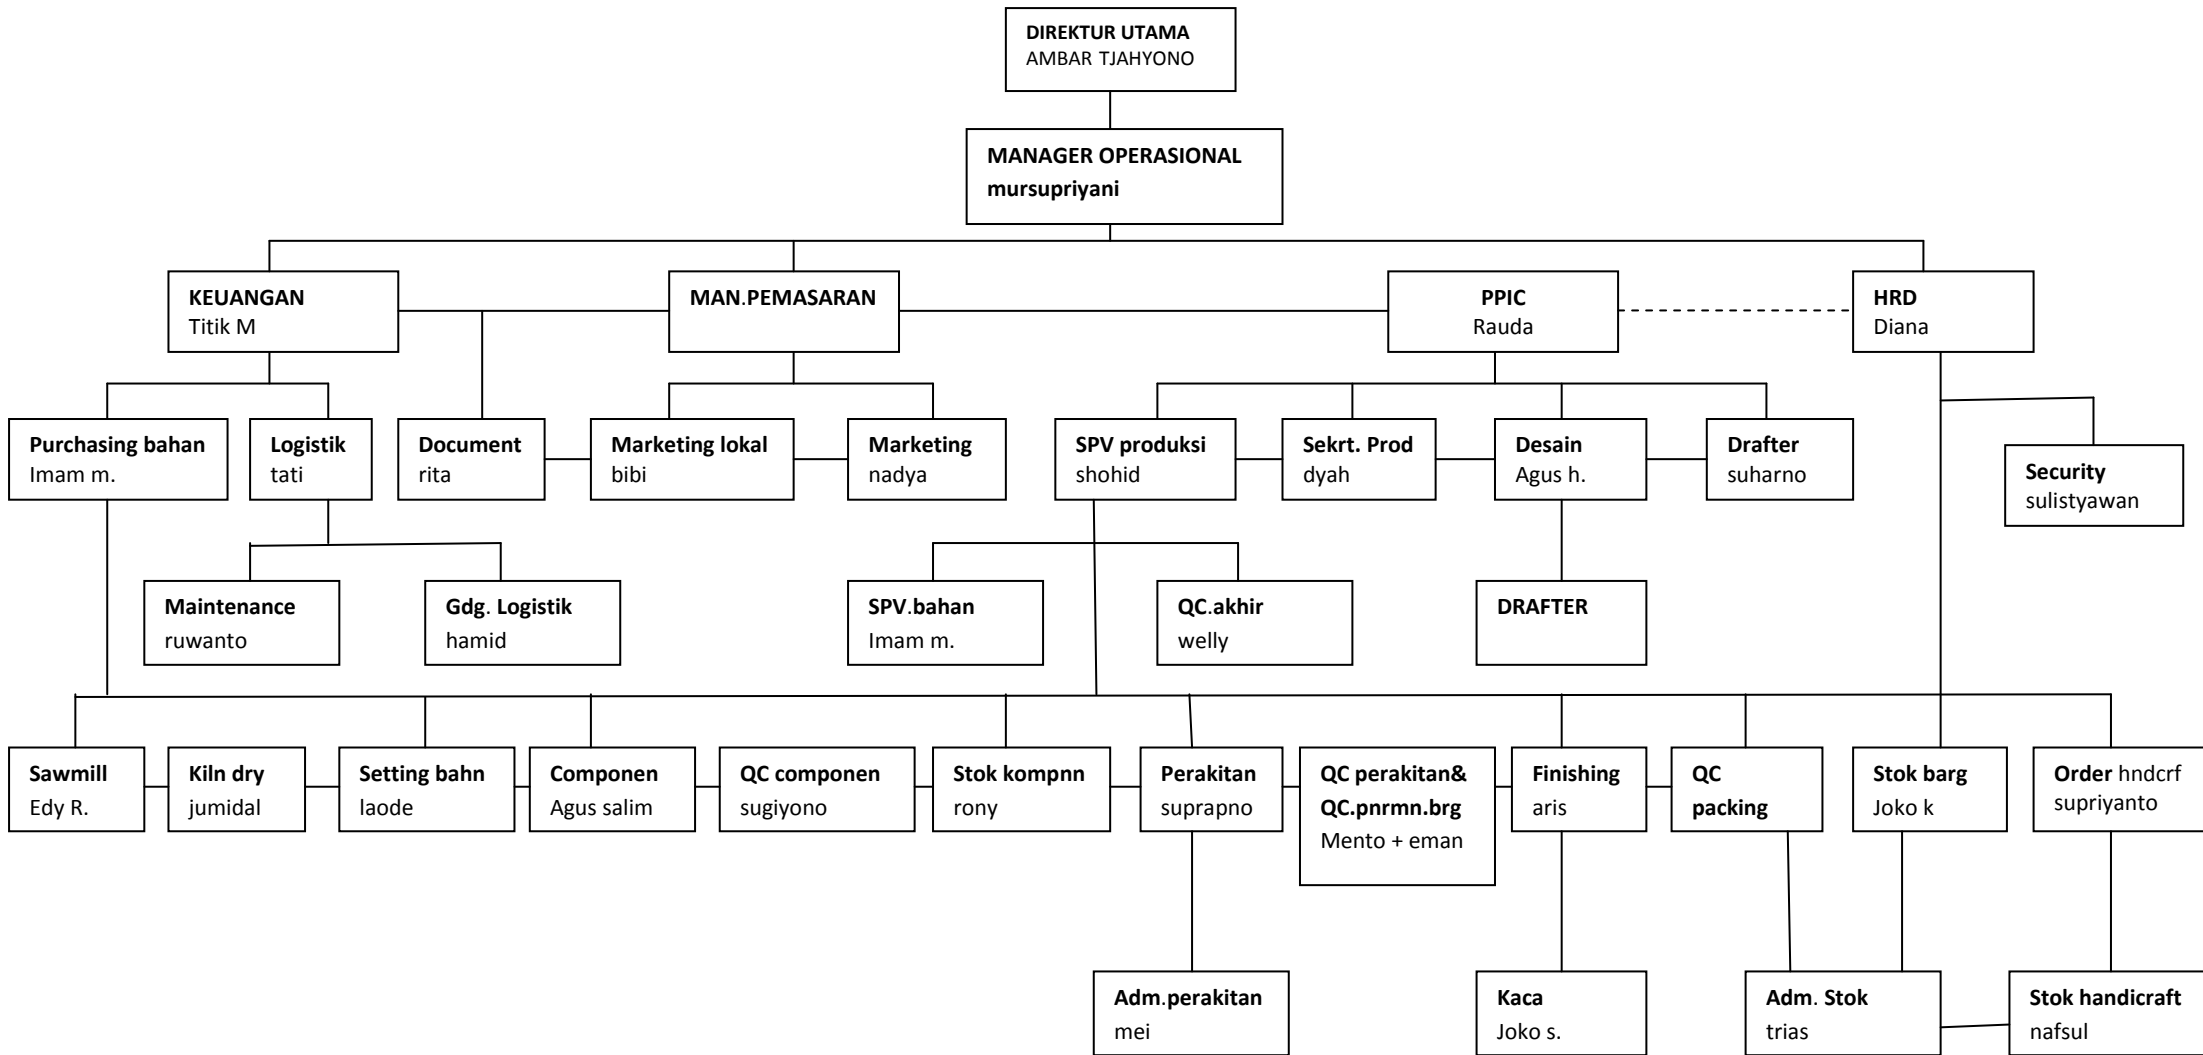 DIREKTUR UTAMA
AMBAR TJAHYONO
MANAGER OPERASIONAL
mursupriyani
KEUANGAN
Titik M
MAN.PEMASARAN
PPIC
Rauda
HRD
Diana
Purchasing bahan
Imam m.
Logistik
tati
Document
rita
Marketing lokal
bibi
Marketing
nadya
SPV produksi
shohid
Sekrt. Prod
dyah
Desain
Agus h.
Drafter
suharno
Security
sulistyawan
Maintenance
ruwanto
Gdg. Logistik
hamid
SPV.bahan
Imam m.
QC.akhir
welly
DRAFTER
Sawmill
Edy R.
Kiln dry
jumidal
Setting bahn
laode
Componen
Agus salim
QC componen
sugiyono
Stok kompnn
rony
Perakitan
suprapno
QC perakitan&
QC.pnrmn.brg
Mento + eman
Finishing
aris
QC
packing
Stok barg
Joko k
Order hndcrf
supriyanto
Adm.perakitan
mei
Kaca
Joko s.
Adm. Stok
trias
Stok handicraft
nafsul